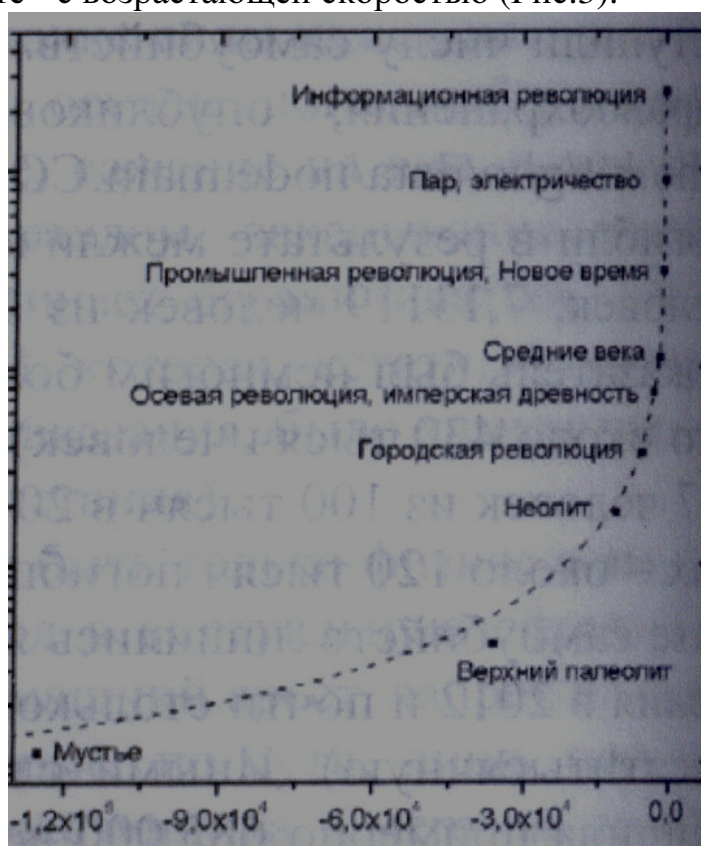 с возрастающей скоростью (Рис.3).
Информационная революция
Пар, электричество
Промышленная революция, Новое время
Средние века
Осевая революция, имперская древность
Городская революция
Неолит
Верхний палеолит
Мустье
-1,2x10⁵ -9,0x10⁴ -6,0x10⁴ -3,0x10⁴ 0,0